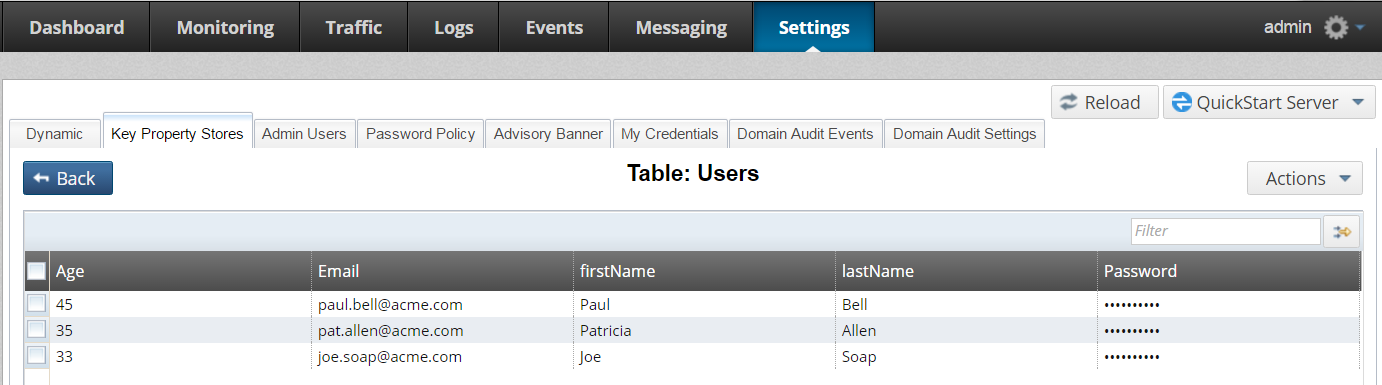 Dashboard Monitoring Traffic Logs Events Messaging Settings admin
Reload QuickStart Server
Dynamic Key Property Stores Admin Users Password Policy Advisory Banner My Credentials Domain Audit Events Domain Audit Settings
Back Table: Users Actions
Filter
Age Email firstName lastName Password
45 paul.bell@acme.com Paul Bell ••••••••••
35 pat.allen@acme.com Patricia Allen ••••••••••
33 joe.soap@acme.com Joe Soap ••••••••••